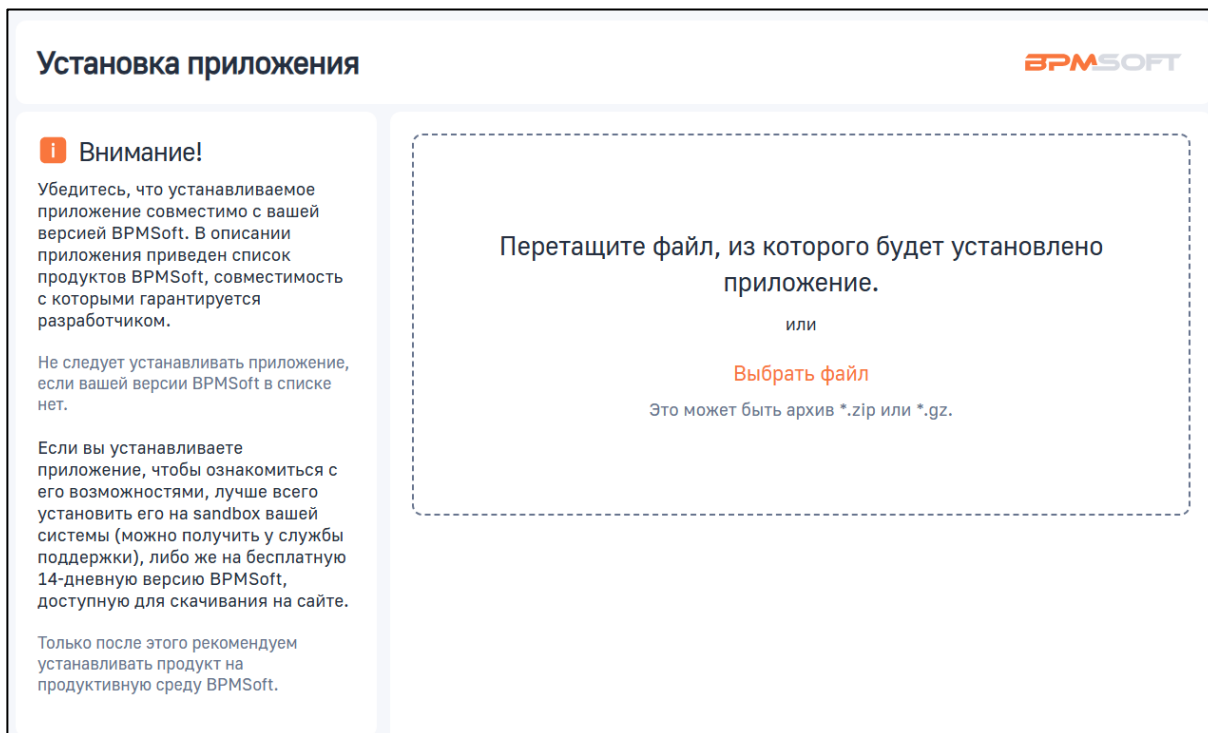 Установка приложения
BPMSOFT
i Внимание!
Убедитесь, что устанавливаемое
приложение совместимо с вашей
версией BPMSoft. В описании
приложения приведен список
продуктов BPMSoft, совместимость
с которыми гарантируется
разработчиком.
Не следует устанавливать приложение,
если вашей версии BPMSoft в списке
нет.
Если вы устанавливаете
приложение, чтобы ознакомиться с
его возможностями, лучше всего
установить его на sandbox вашей
системы (можно получить у службы
поддержки), либо же на бесплатную
14-дневную версию BPMSoft,
доступную для скачивания на сайте.
Только после этого рекомендуем
устанавливать продукт на
продуктивную среду BPMSoft.
Перетащите файл, из которого будет установлено
приложение.
или
Выбрать файл
Это может быть архив *.zip или *.gz.